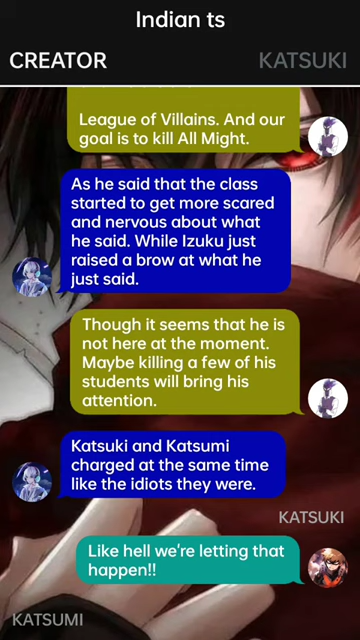 Indian ts
CREATOR
KATSUKI
League of Villains. And our
goal is to kill All Might.
As he said that the class
started to get more scared
and nervous about what
he said. While Izuku just
raised a brow at what he
just said.
Though it seems that he is
not here at the moment.
Maybe killing a few of his
students will bring his
attention.
Katsuki and Katsumi
charged at the same time
like the idiots they were.
KATSUKI
Like hell we're letting that
happen!!
KATSUMI